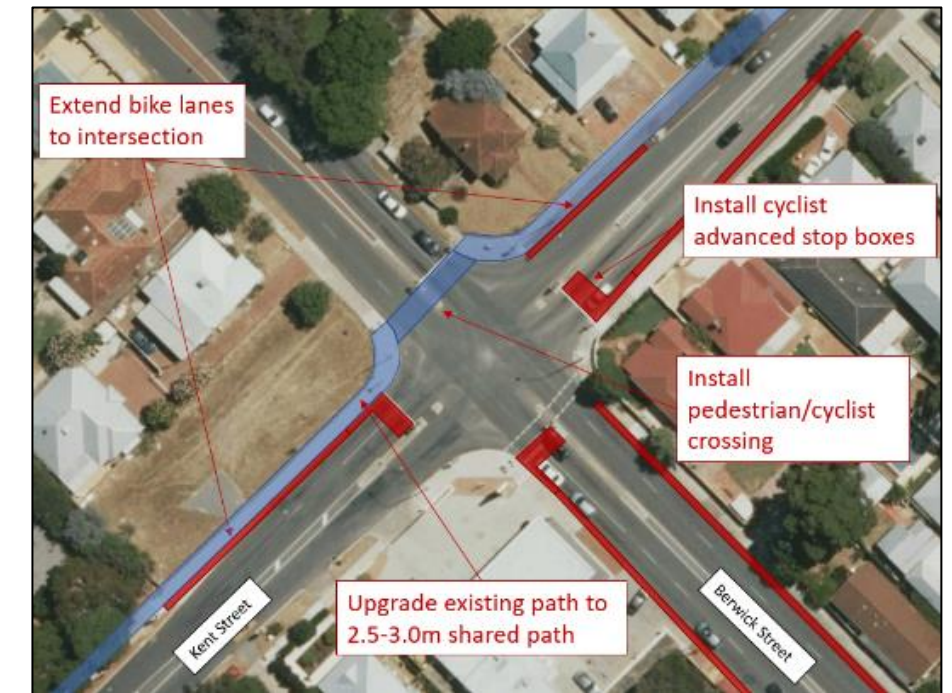 Extend bike lanes
to intersection
Install cyclist
advanced stop boxes
Install
pedestrian/cyclist
crossing
Upgrade existing path to
2.5-3.0m shared path
Kent Street
Berwick Street